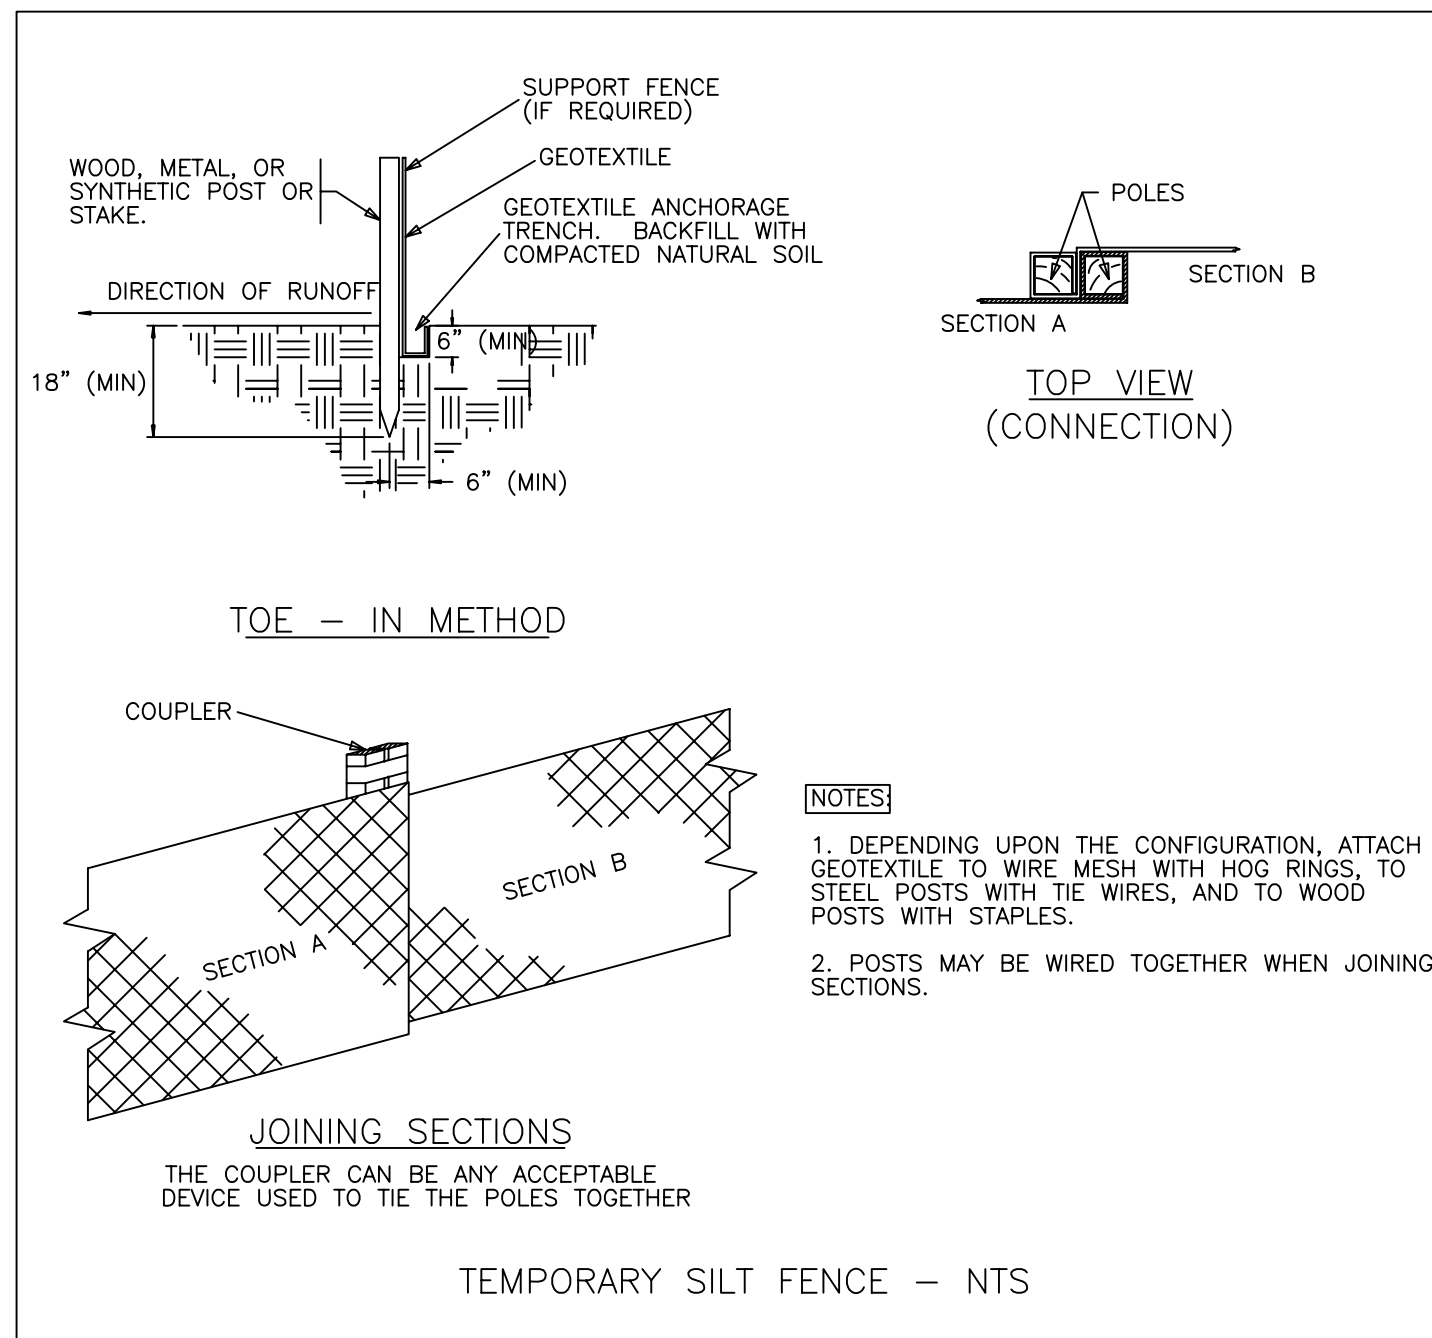 SUPPORT FENCE
(IF REQUIRED)
GEOTEXTILE
WOOD, METAL, OR
SYNTHETIC POST OR
STAKE.
GEOTEXTILE ANCHORAGE
TRENCH. BACKFILL WITH
COMPACTED NATURAL SOIL
DIRECTION OF RUNOFF
6” (MIN)
18” (MIN)
6” (MIN)
TOE – IN METHOD
POLES
SECTION B
SECTION A
TOP VIEW
(CONNECTION)
COUPLER
SECTION B
SECTION A
JOINING SECTIONS
THE COUPLER CAN BE ANY ACCEPTABLE
DEVICE USED TO TIE THE POLES TOGETHER
NOTES:
1. DEPENDING UPON THE CONFIGURATION, ATTACH
GEOTEXTILE TO WIRE MESH WITH HOG RINGS, TO
STEEL POSTS WITH TIE WIRES, AND TO WOOD
POSTS WITH STAPLES.
2. POSTS MAY BE WIRED TOGETHER WHEN JOINING
SECTIONS.
TEMPORARY SILT FENCE – NTS